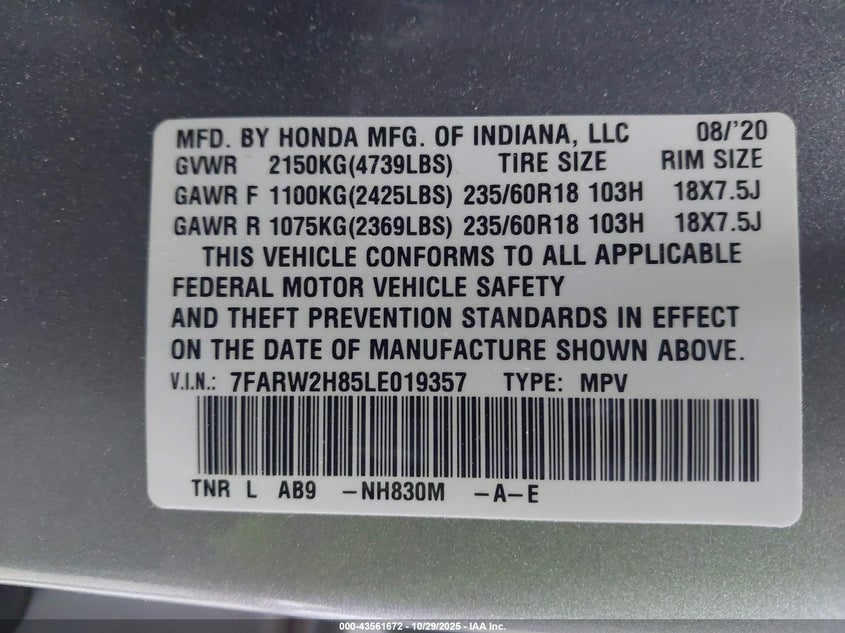 MFD. BY HONDA MFG. OF INDIANA, LLC 08/'20
GVWR 2150KG(4739LBS) TIRE SIZE RIM SIZE
GAWR F 1100KG(2425LBS) 235/60R18 103H 18X7.5J
GAWR R 1075KG(2369LBS) 235/60R18 103H 18X7.5J
THIS VEHICLE CONFORMS TO ALL APPLICABLE
FEDERAL MOTOR VEHICLE SAFETY
AND THEFT PREVENTION STANDARDS IN EFFECT
ON THE DATE OF MANUFACTURE SHOWN ABOVE.
V.I.N.: 7FARW2H85LE019357 TYPE: MPV
TNR L AB9 -NH830M -A-E
000-43561672 - 10/29/2025 - IAA Inc.